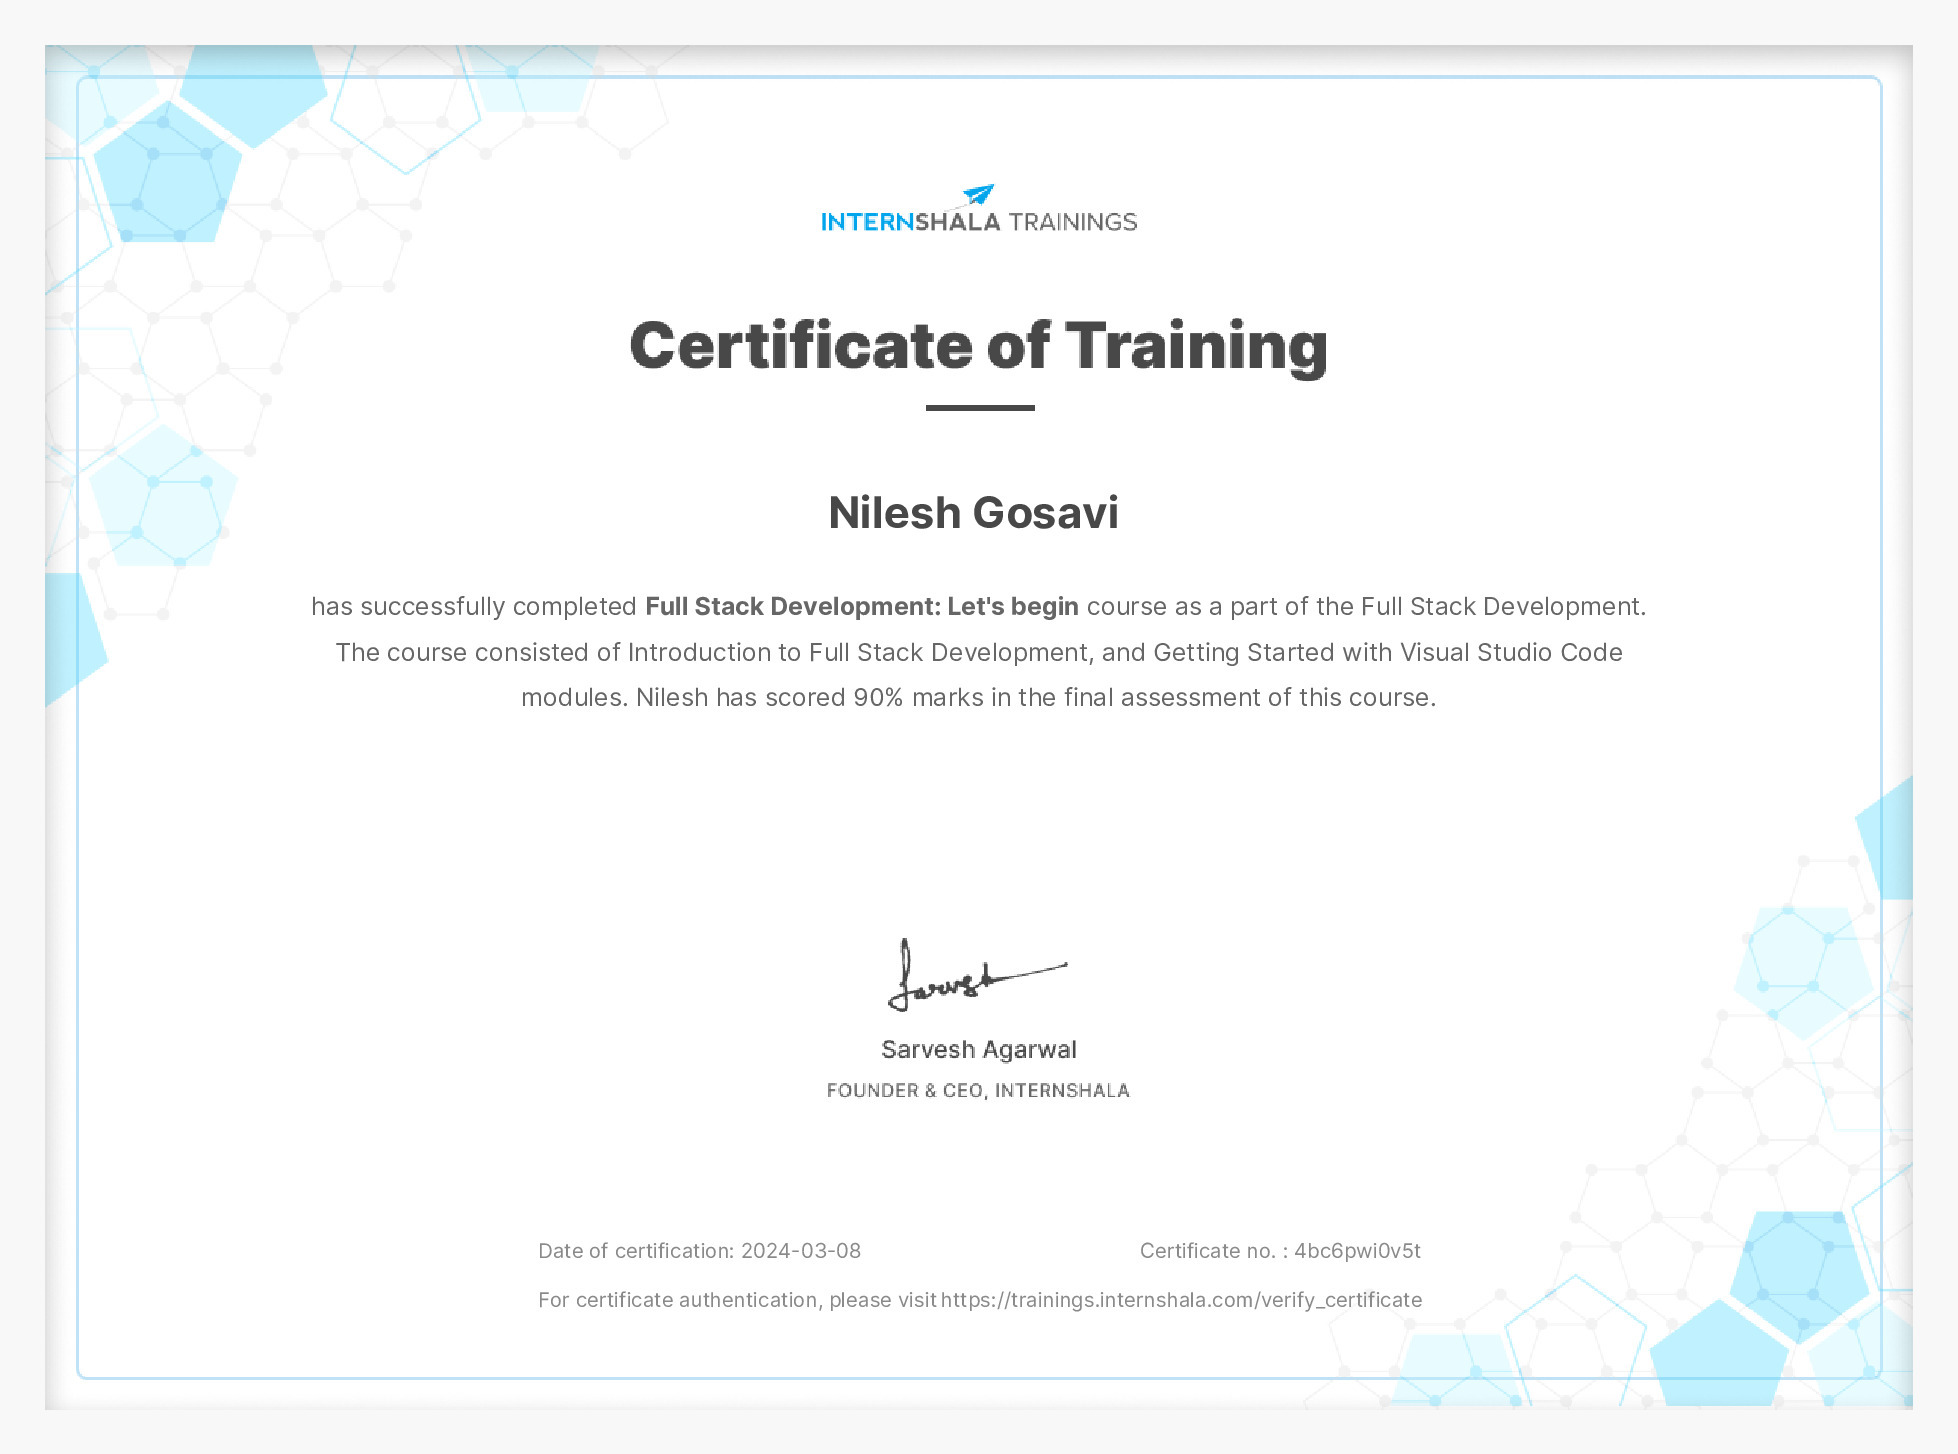 INTERNSHALA TRAININGS
Certificate of Training
Nilesh Gosavi
has successfully completed Full Stack Development: Let's begin course as a part of the Full Stack Development.
The course consisted of Introduction to Full Stack Development, and Getting Started with Visual Studio Code
modules. Nilesh has scored 90% marks in the final assessment of this course.
Sarvesh
Sarvesh Agarwal
FOUNDER & CEO, INTERNSHALA
Date of certification: 2024-03-08
Certificate no. : 4bc6pwi0v5t
For certificate authentication, please visit https://trainings.internshala.com/verify_certificate